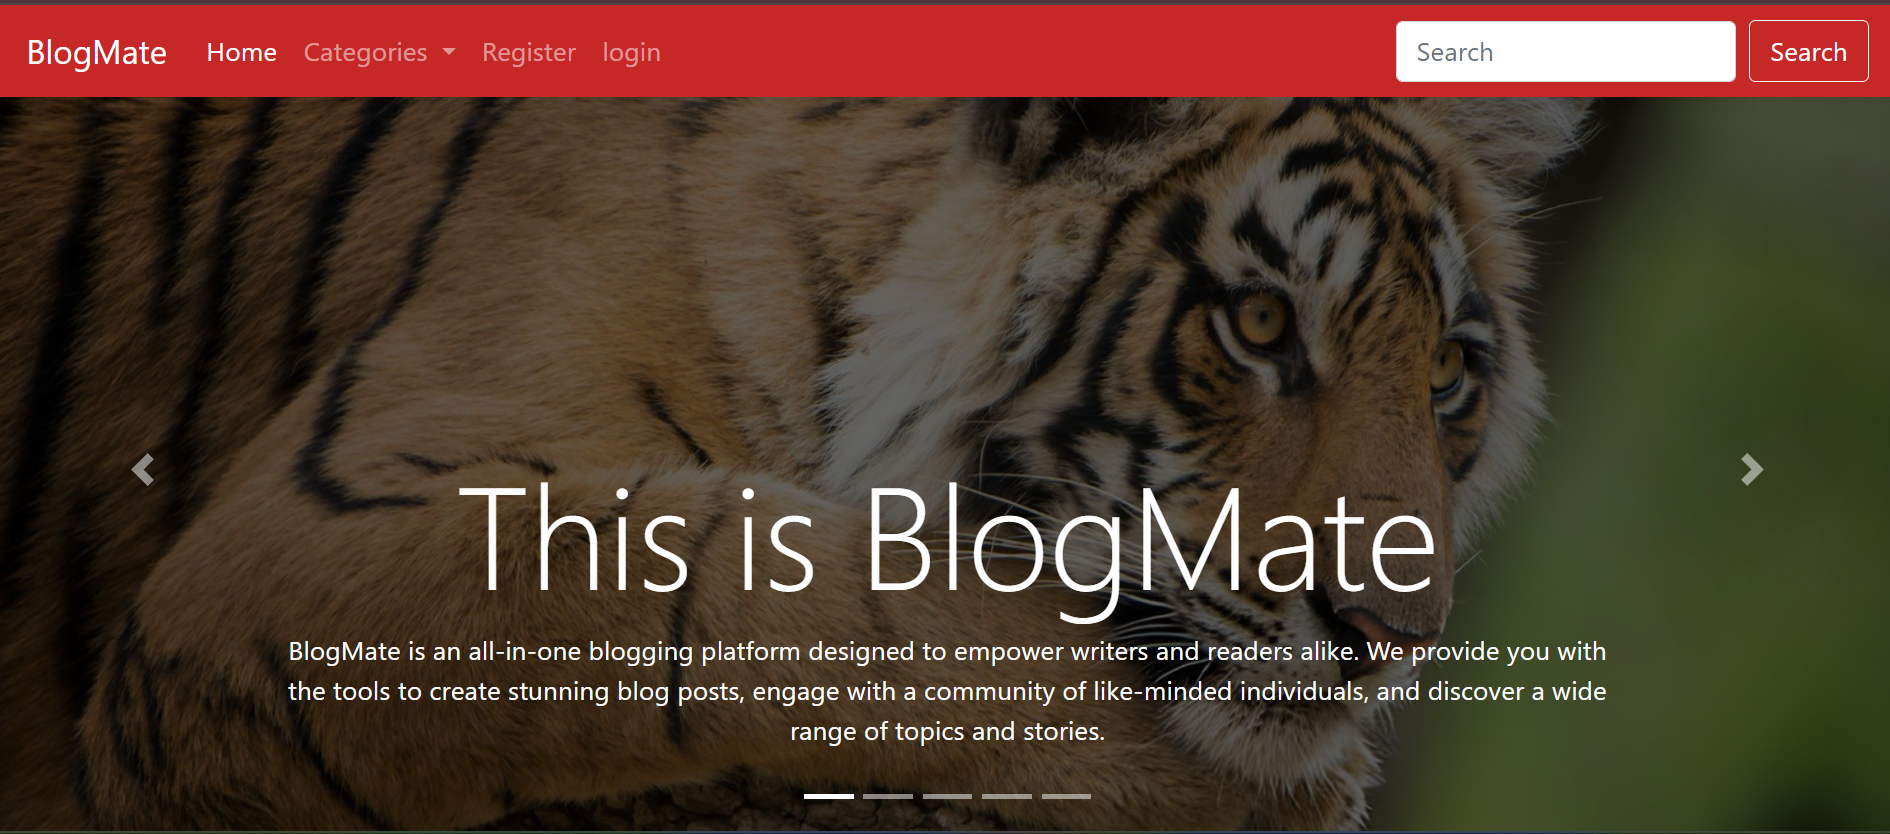 BlogMate Home Categories Register login Search Search
This is BlogMate
BlogMate is an all-in-one blogging platform designed to empower writers and readers alike. We provide you with
the tools to create stunning blog posts, engage with a community of like-minded individuals, and discover a wide
range of topics and stories.